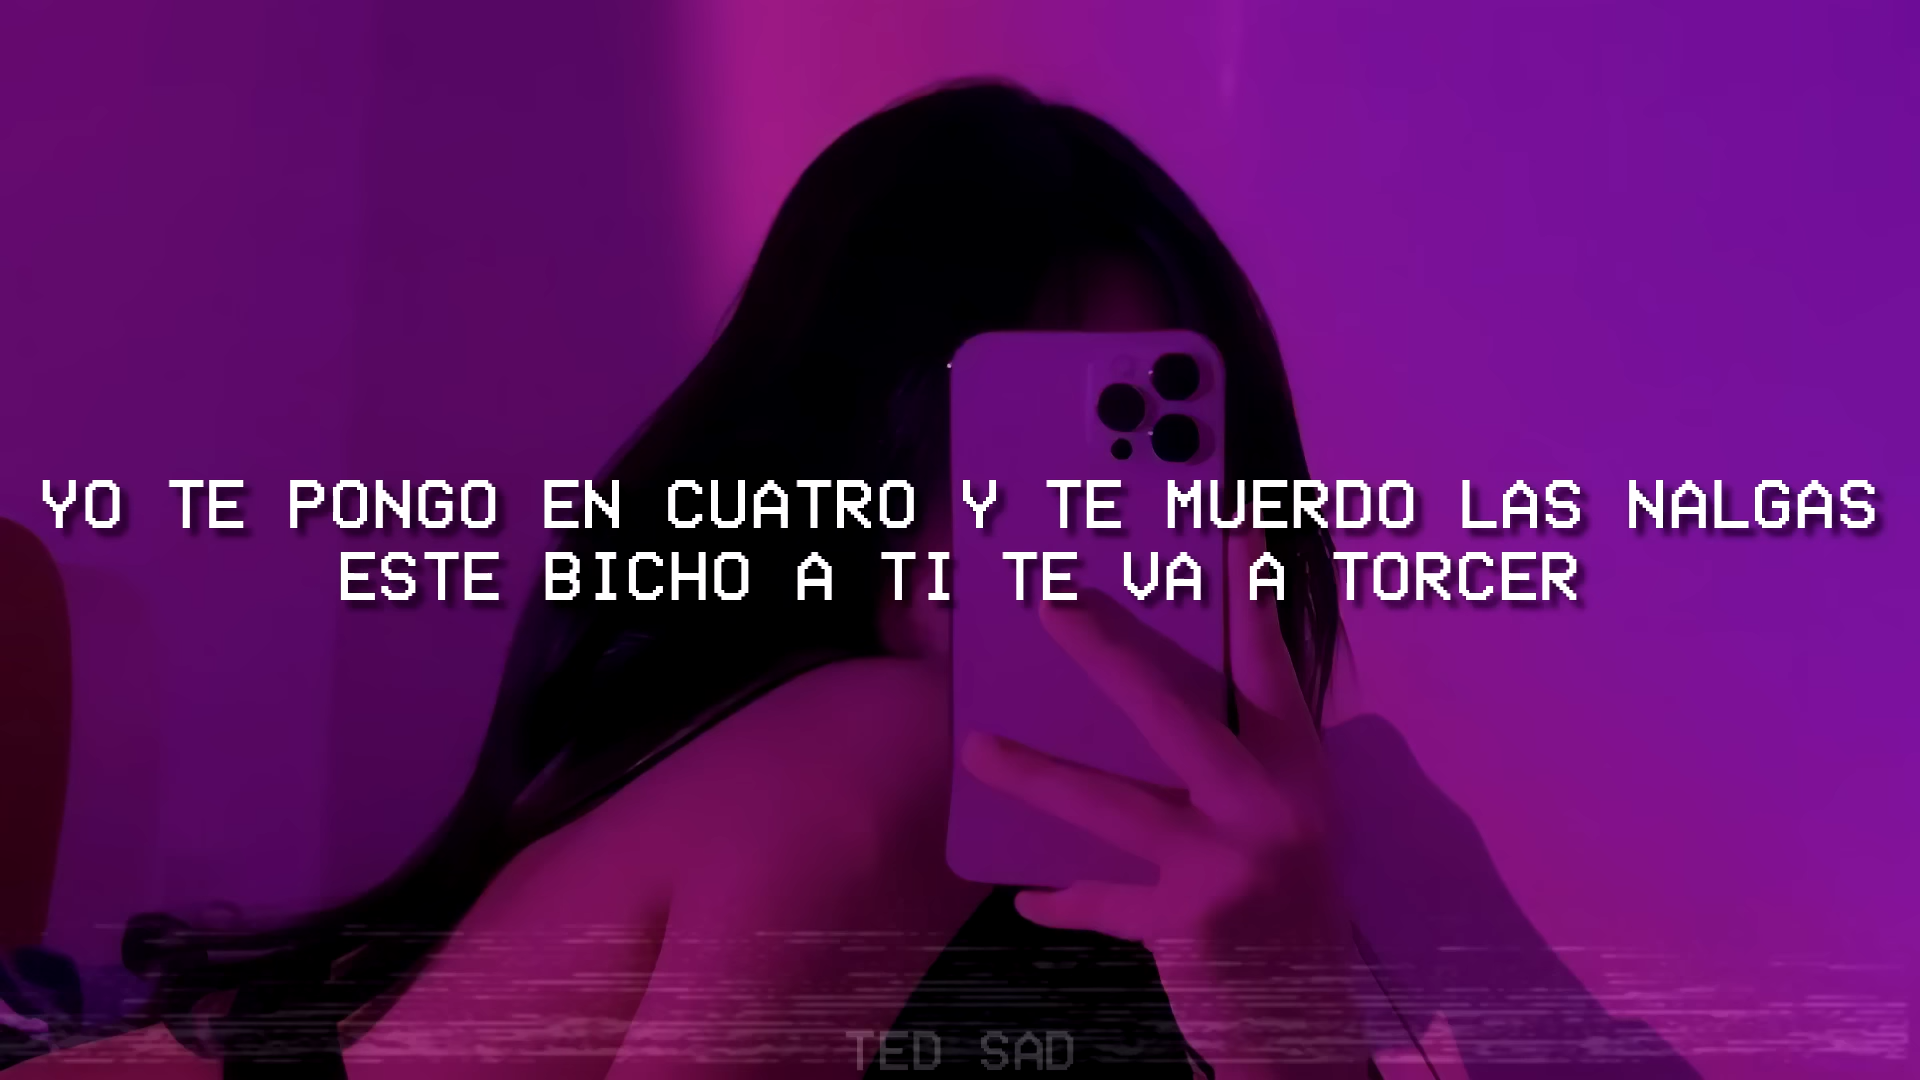 YO TE PONGO EN CUATRO Y TE MUERDO LAS NALGAS
ESTE BICHO A TI TE VA A TORCER
TED SAD